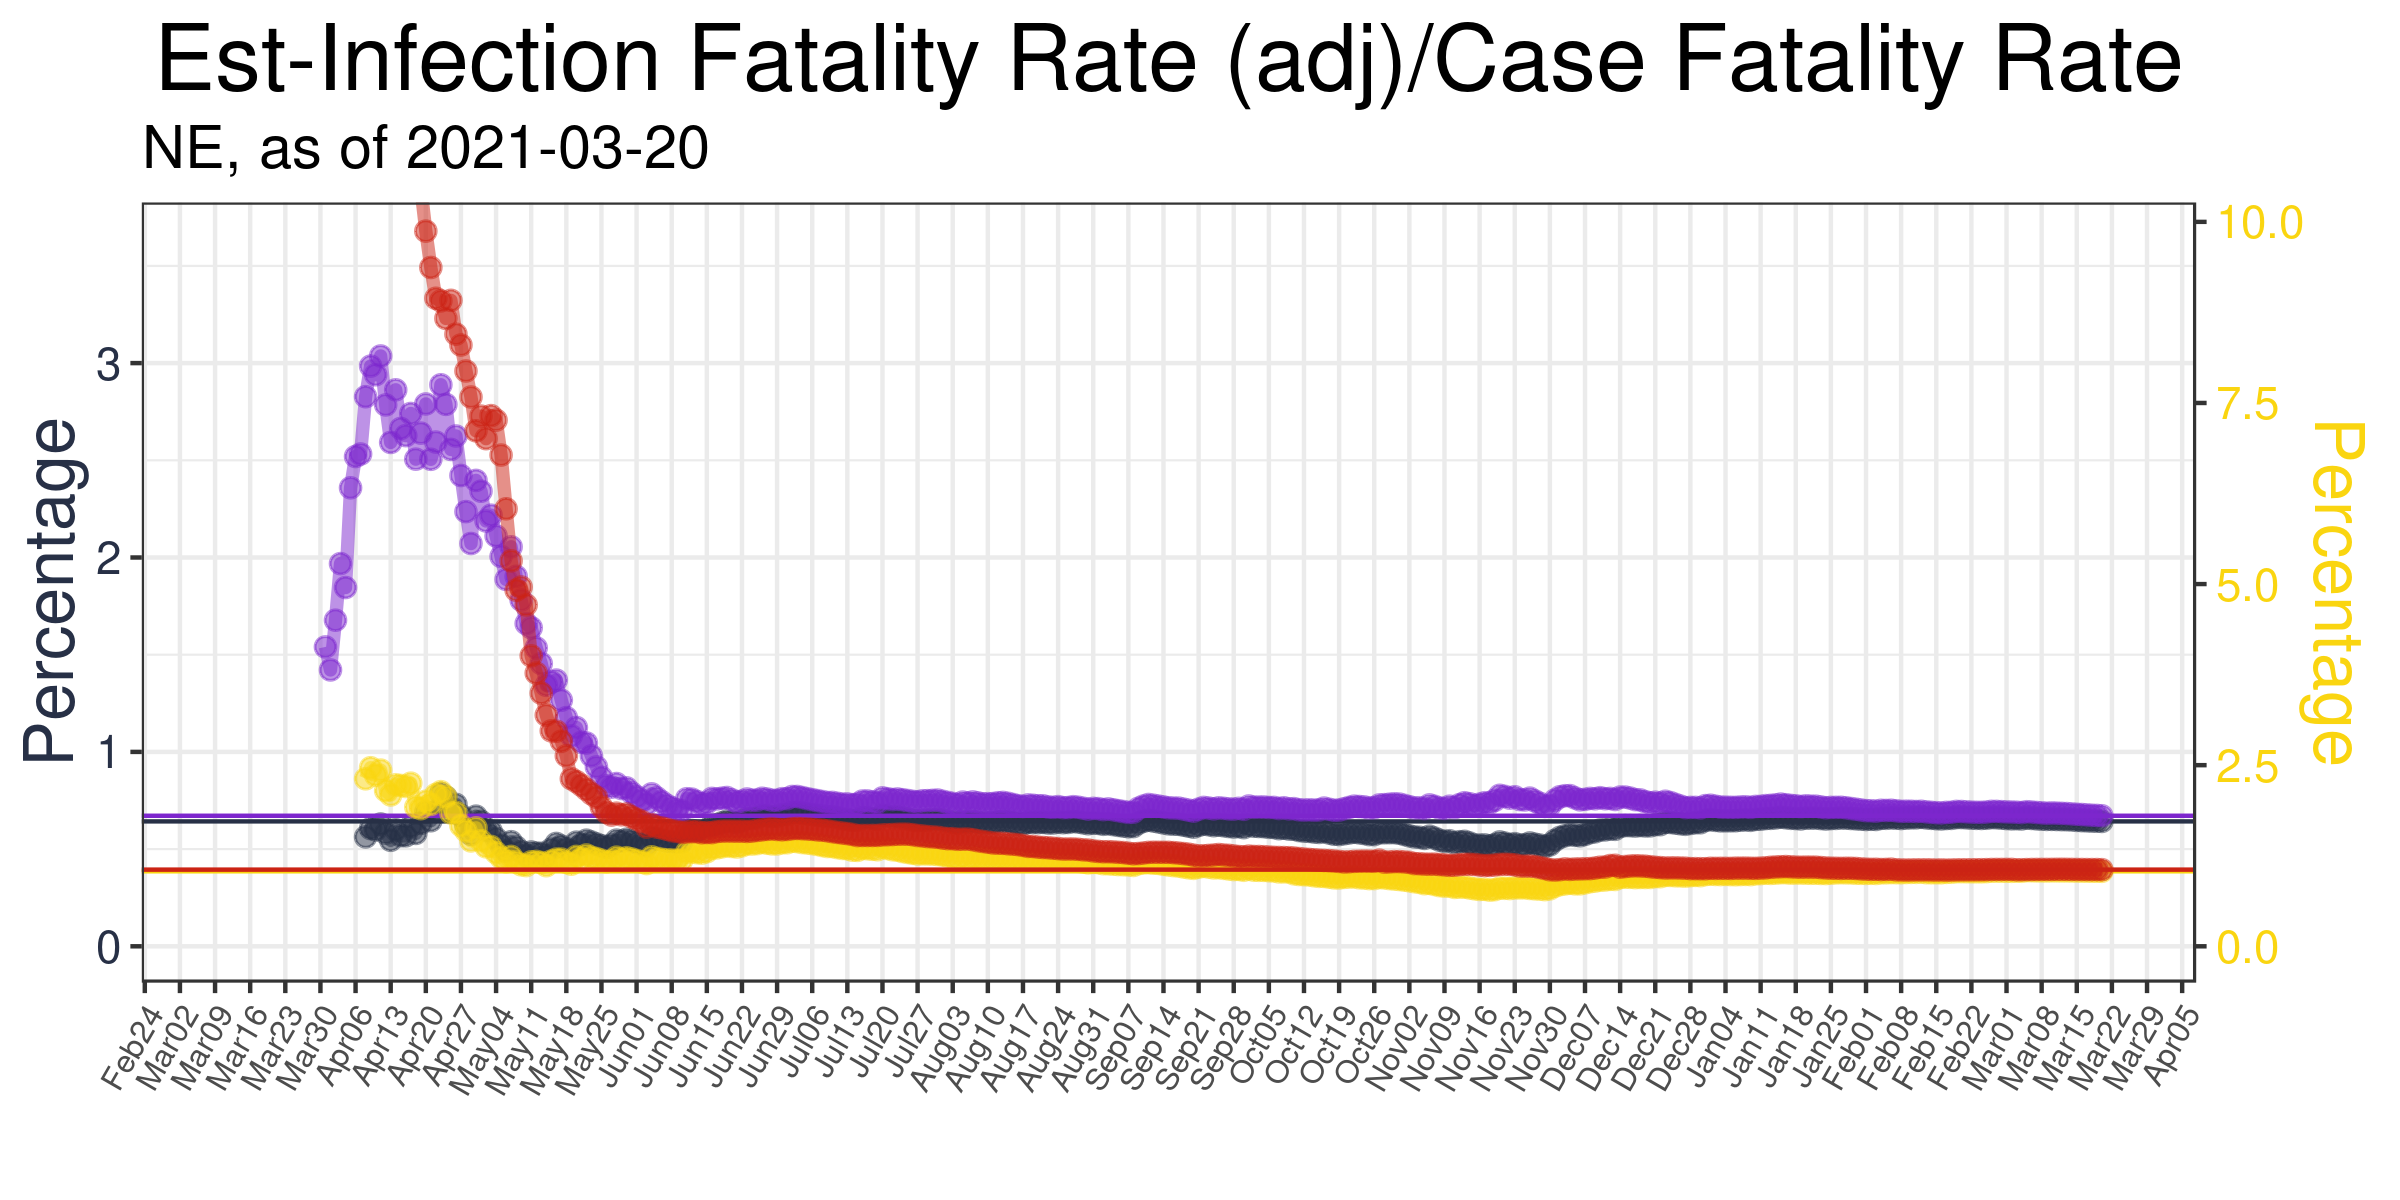 Est-Infection Fatality Rate (adj)/Case Fatality Rate
NE, as of 2021-03-20
Percentage
3
2
1
0
10.0
7.5
5.0
2.5
0.0
Percentage
Feb24
Mar02
Mar09
Mar16
Mar23
Mar30
Apr06
Apr13
Apr20
Apr27
May04
May11
May18
May25
Jun01
Jun08
Jun15
Jun22
Jun29
Jul06
Jul13
Jul20
Jul27
Aug03
Aug10
Aug17
Aug24
Aug31
Sep07
Sep14
Sep21
Sep28
Oct05
Oct12
Oct19
Oct26
Nov02
Nov09
Nov16
Nov23
Nov30
Dec07
Dec14
Dec21
Dec28
Jan04
Jan11
Jan18
Jan25
Feb01
Feb08
Feb15
Feb22
Mar01
Mar08
Mar15
Mar22
Mar29
Apr05